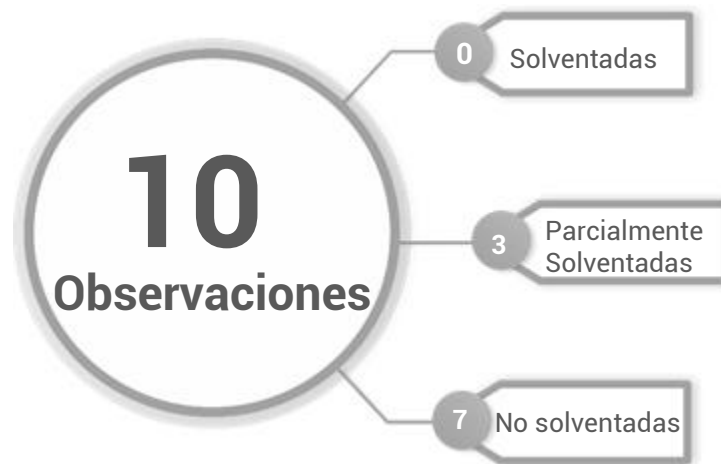 10
Observaciones
0
Solventadas
3
Parcialmente
Solventadas
7
No solventadas